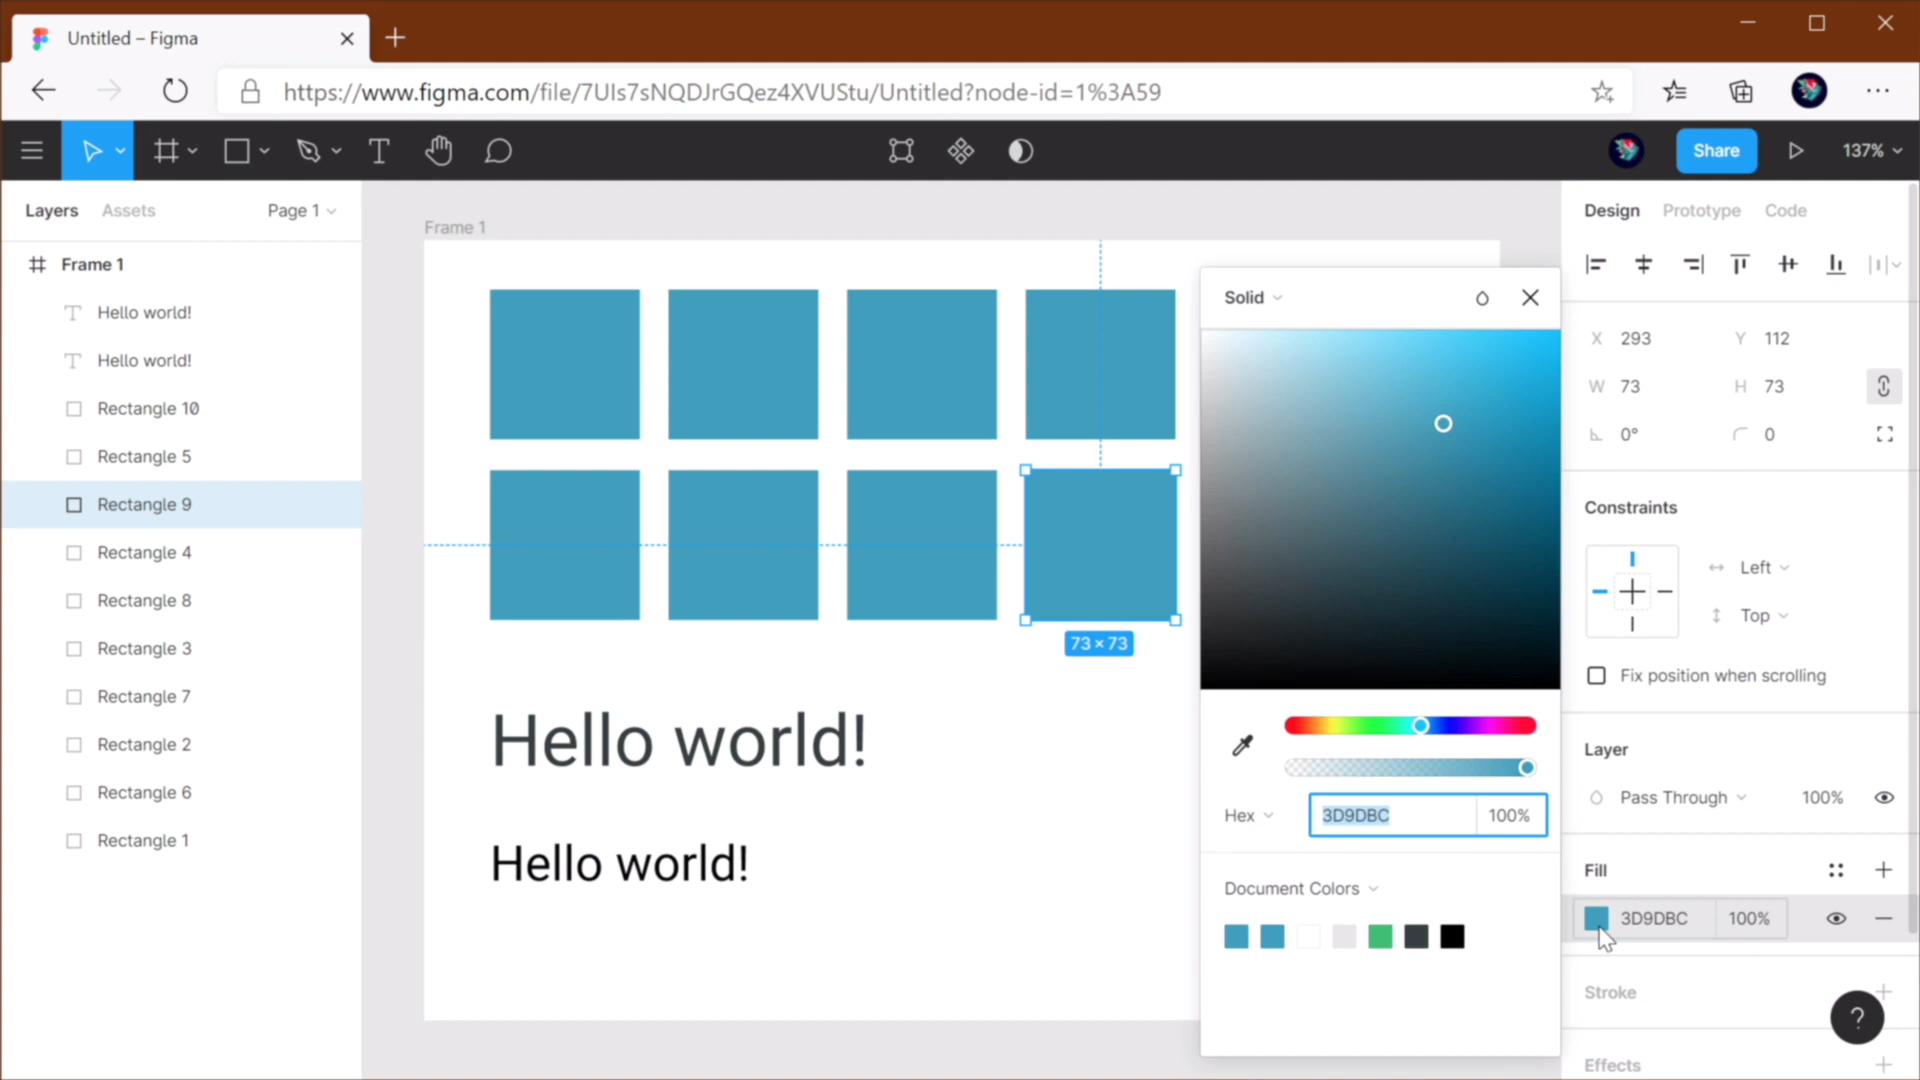 Untitled – Figma
https://www.figma.com/file/7UIs7sNQDJrGQez4XVUStu/Untitled?node-id=1%3A59
Share
137%
Layers
Assets
Page 1
Frame 1
Hello world!
Hello world!
Rectangle 10
Rectangle 5
Rectangle 9
Rectangle 4
Rectangle 8
Rectangle 3
Rectangle 7
Rectangle 2
Rectangle 6
Rectangle 1
Frame 1
73 × 73
Hello world!
Hello world!
Solid
Hex
3D9DBC
100%
Document Colors
Design
Prototype
Code
X 293
Y 112
W 73
H 73
0°
0
Constraints
Left
Top
Fix position when scrolling
Layer
Pass Through
100%
Fill
3D9DBC
100%
Stroke
Effects
?